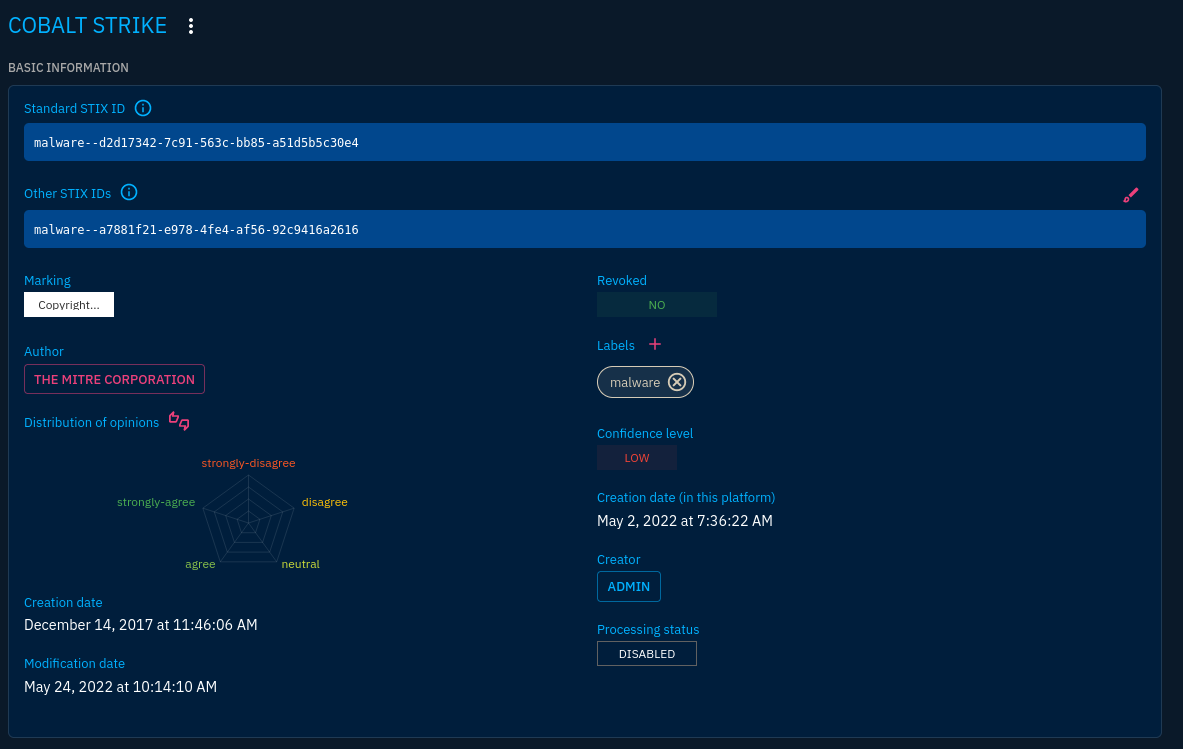 COBALT STRIKE
BASIC INFORMATION
Standard STIX ID
malware--d2d17342-7c91-563c-bb85-a51d5b5c30e4
Other STIX IDs
malware--a7881f21-e978-4fe4-af56-92c9416a2616
Marking
Copyright...
Author
THE MITRE CORPORATION
Distribution of opinions
strongly-disagree
strongly-agree
disagree
agree
neutral
Creation date
December 14, 2017 at 11:46:06 AM
Modification date
May 24, 2022 at 10:14:10 AM
Revoked
NO
Labels
malware
Confidence level
LOW
Creation date (in this platform)
May 2, 2022 at 7:36:22 AM
Creator
ADMIN
Processing status
DISABLED